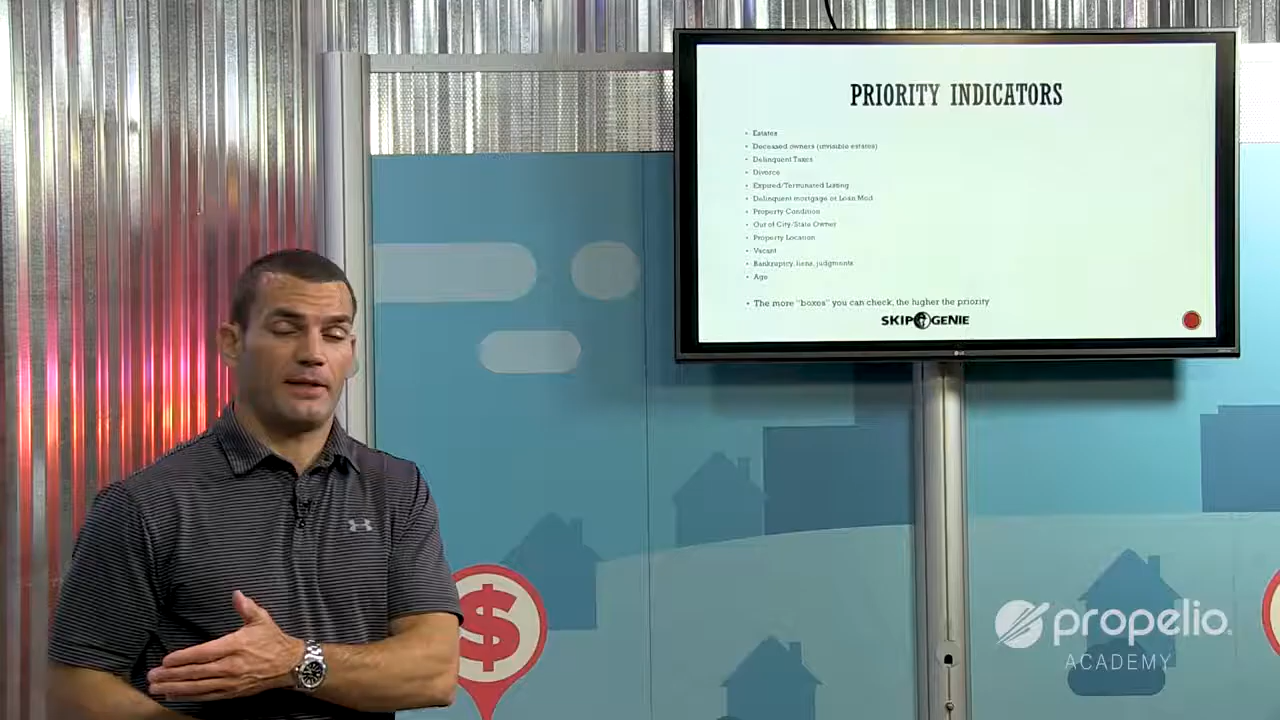 PRIORITY INDICATORS
• Estates
• Deceased owners (invisible estates)
• Delinquent Taxes
• Divorce
• Expired/Terminated Listing
• Delinquent mortgage or Loan Mod
• Property Condition
• Out of City/State Owner
• Property Location
• Vacant
• Bankruptcy, liens, judgments
• Age
• The more "boxes" you can check, the higher the priority
SKIP GENIE
LG
$
propelio.
ACADEMY